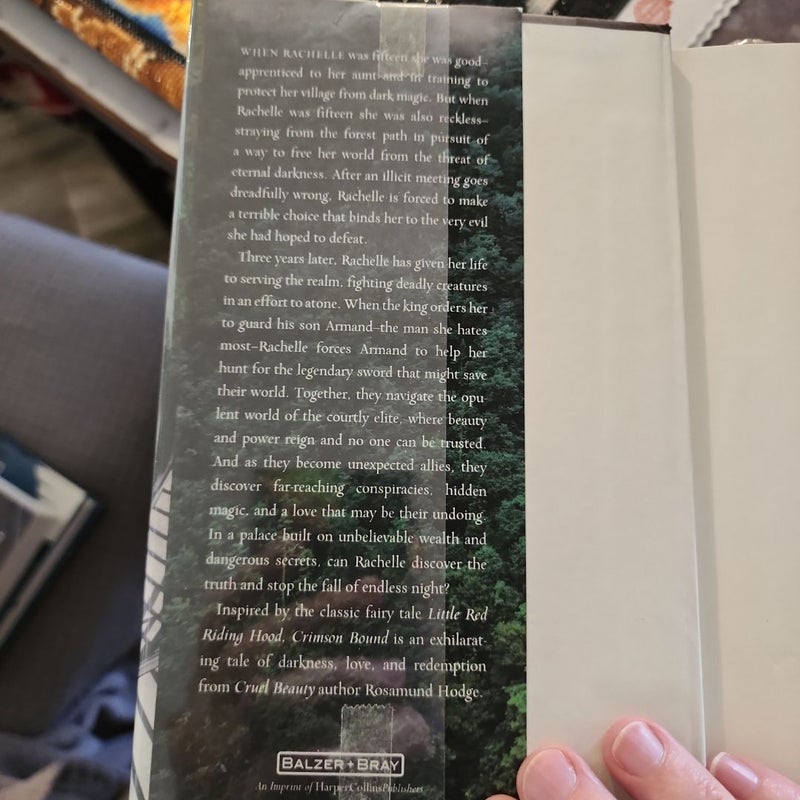 WHEN RACHELLE was fifteen she was good–
apprenticed to her aunt and in training to
protect her village from dark magic. But when
Rachelle was fifteen she was also reckless–
straying from the forest path in pursuit of
a way to free her world from the threat of
eternal darkness. After an illicit meeting goes
dreadfully wrong, Rachelle is forced to make
a terrible choice that binds her to the very evil
she had hoped to defeat.
Three years later, Rachelle has given her life
to serving the realm, fighting deadly creatures
in an effort to atone. When the king orders her
to guard his son Armand–the man she hates
most–Rachelle forces Armand to help her
hunt for the legendary sword that might save
their world. Together, they navigate the opu-
lent world of the courtly elite, where beauty
and power reign and no one can be trusted.
And as they become unexpected allies, they
discover far-reaching conspiracies, hidden
magic, and a love that may be their undoing.
In a palace built on unbelievable wealth and
dangerous secrets, can Rachelle discover the
truth and stop the fall of endless night?
Inspired by the classic fairy tale Little Red
Riding Hood, Crimson Bound is an exhilarat-
ing tale of darkness, love, and redemption
from Cruel Beauty author Rosamund Hodge.
BALZER + BRAY
An Imprint of HarperCollinsPublishers